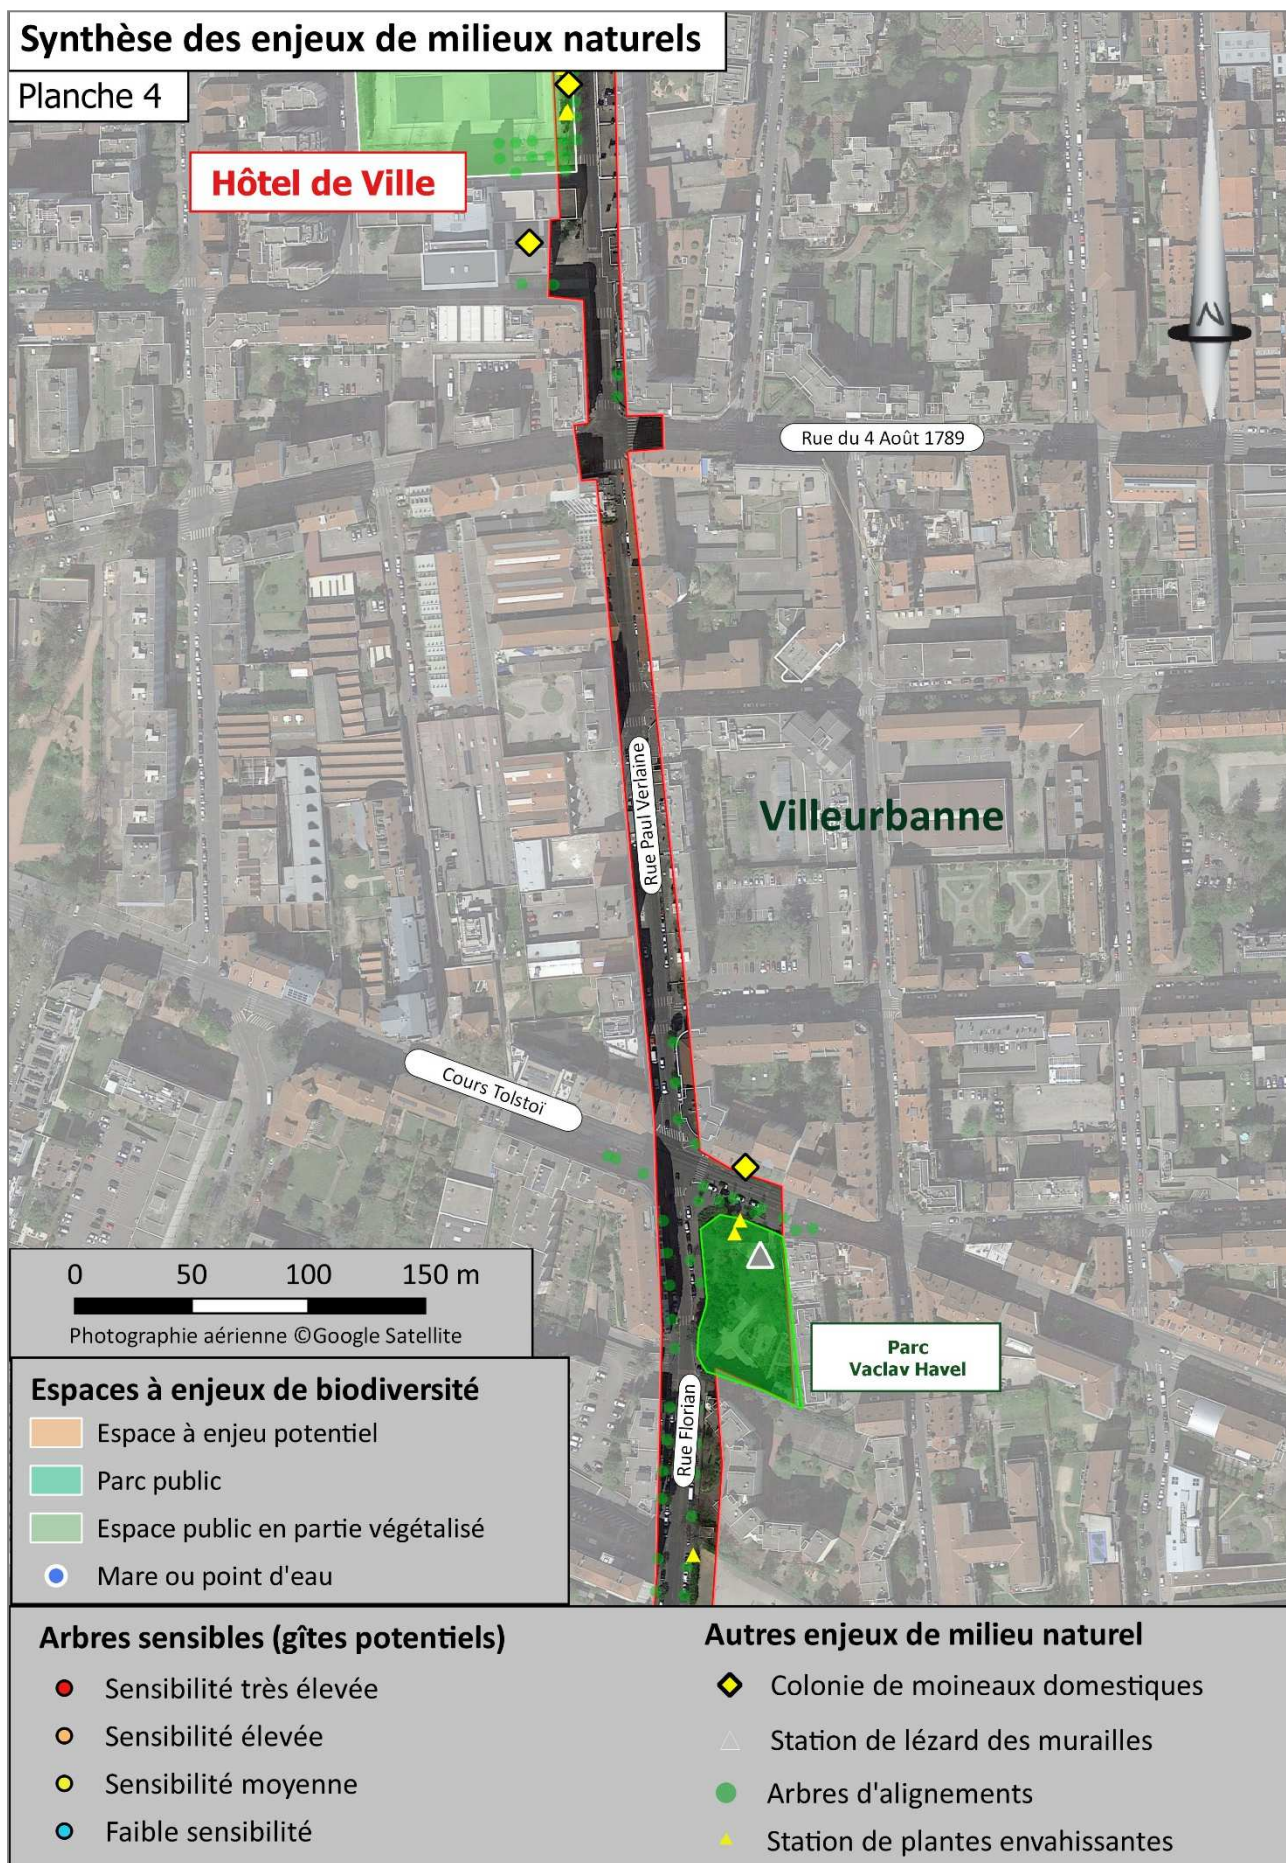 Synthèse des enjeux de milieux naturels
Planche 4
Hôtel de Ville
N
Rue du 4 Août 1789
Rue Paul Verlaine
Villeurbanne
Cours Tolstoï
Parc
Vaclav Havel
Rue Florian
0 50 100 150 m
Photographie aérienne ©Google Satellite
Espaces à enjeux de biodiversité
Espace à enjeu potentiel
Parc public
Espace public en partie végétalisé
Mare ou point d'eau
Arbres sensibles (gîtes potentiels)
Sensibilité très élevée
Sensibilité élevée
Sensibilité moyenne
Faible sensibilité
Autres enjeux de milieu naturel
Colonie de moineaux domestiques
Station de lézard des murailles
Arbres d'alignements
Station de plantes envahissantes